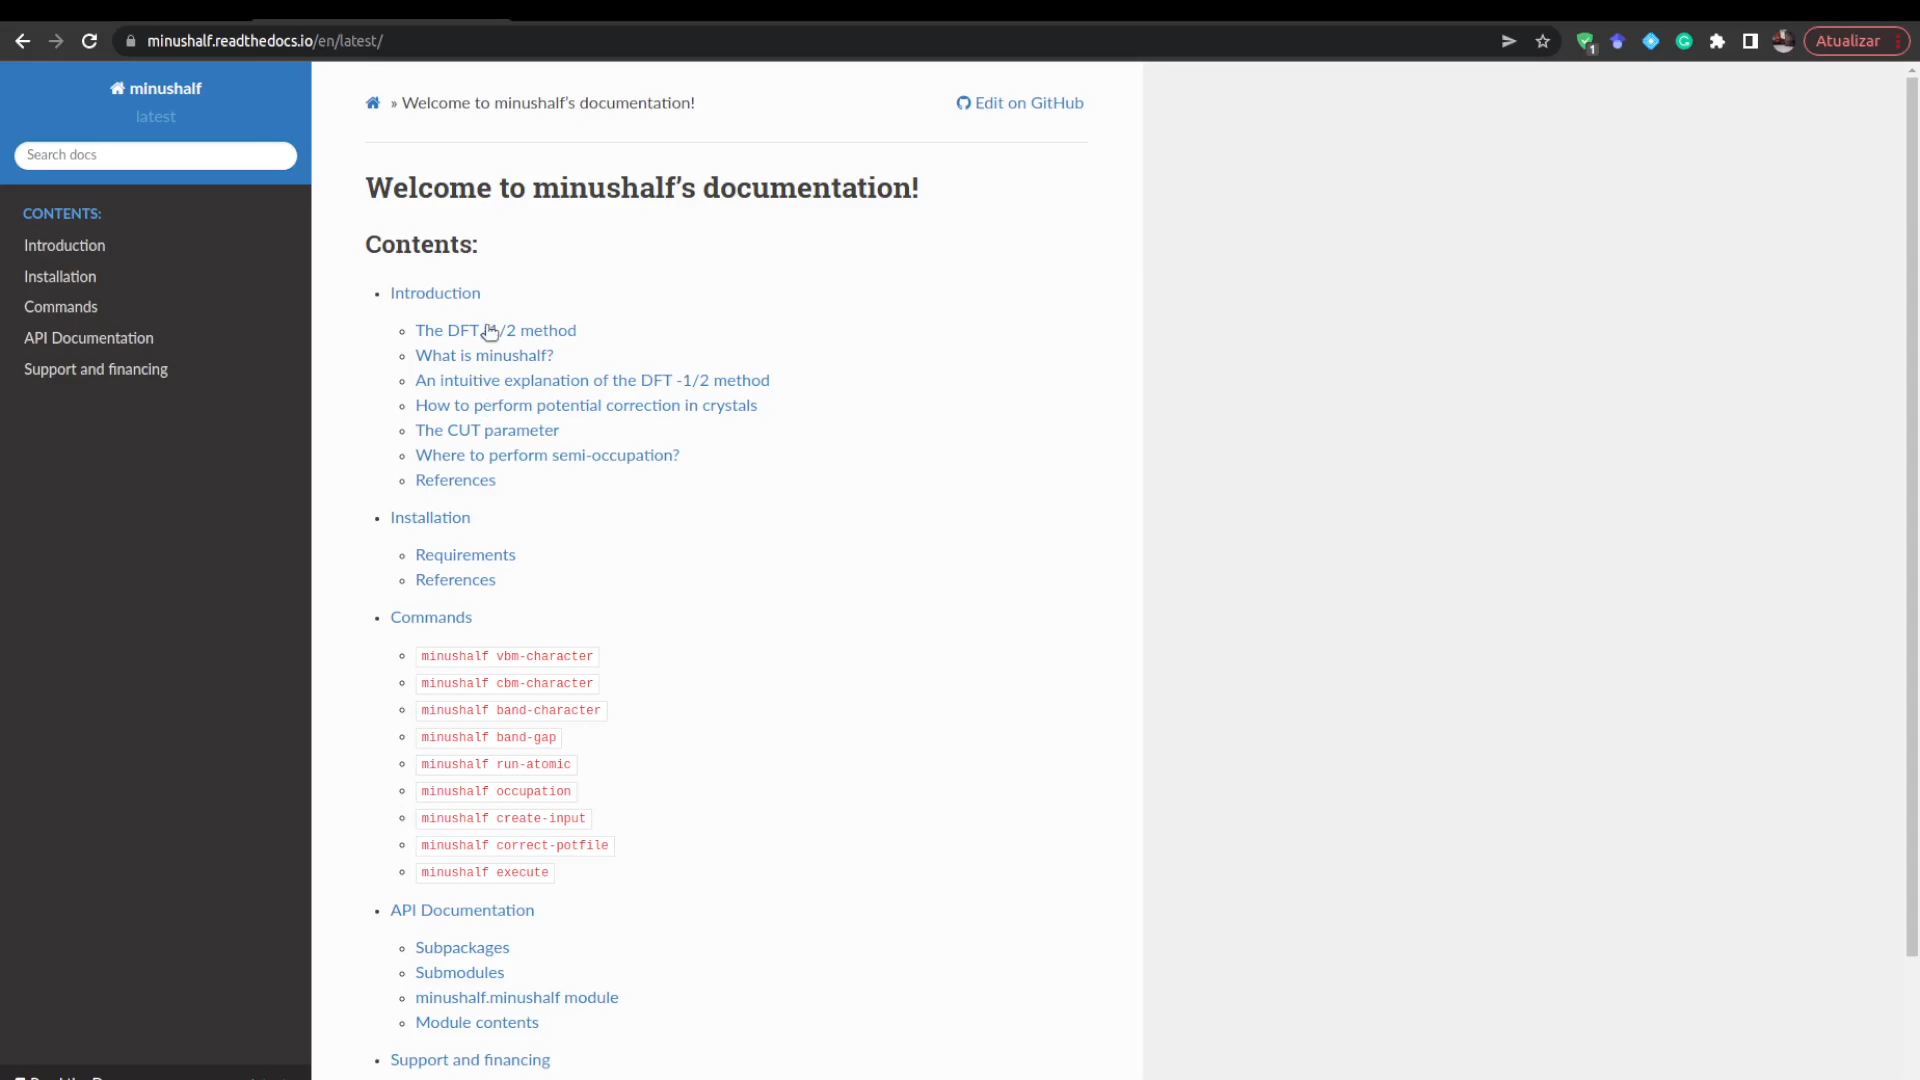 minushalf.readthedocs.io/en/latest/
1
Atualizar
minushalf
latest
Search docs
CONTENTS:
Introduction
Installation
Commands
API Documentation
Support and financing
» Welcome to minushalf's documentation!
Edit on GitHub
Welcome to minushalf's documentation!
Contents:
Introduction
The DFT -1/2 method
What is minushalf?
An intuitive explanation of the DFT -1/2 method
How to perform potential correction in crystals
The CUT parameter
Where to perform semi-occupation?
References
Installation
Requirements
References
Commands
minushalf vbm-character
minushalf cbm-character
minushalf band-character
minushalf band-gap
minushalf run-atomic
minushalf occupation
minushalf create-input
minushalf correct-potfile
minushalf execute
API Documentation
Subpackages
Submodules
minushalf.minushalf module
Module contents
Support and financing